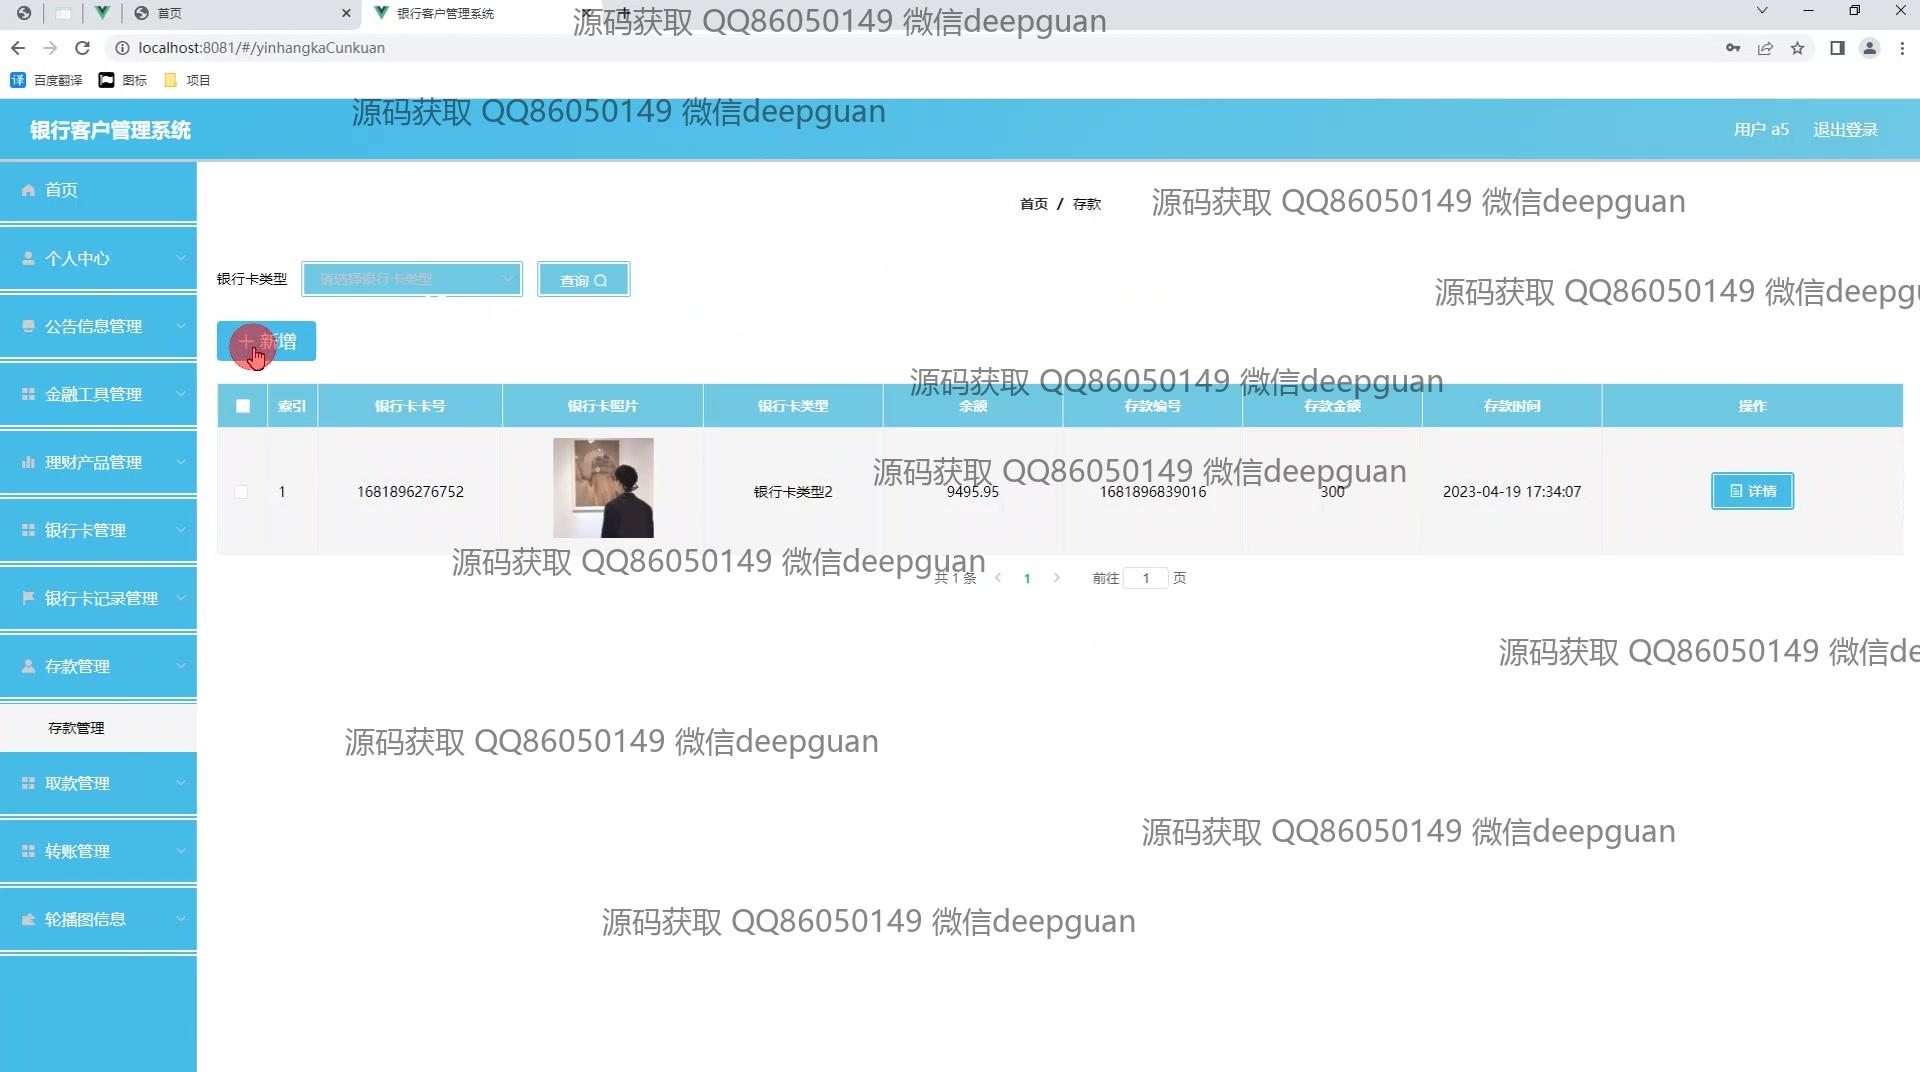 首页
银行客户管理系统
源码获取 QQ86050149 微信deepguan
localhost:8081/#/yinhangkaCunkuan
百度翻译
图标
项目
源码获取 QQ86050149 微信deepguan
银行客户管理系统
用户 a5
退出登录
首页
首页 / 存款
源码获取 QQ86050149 微信deepguan
个人中心
银行卡类型
请选择银行卡类型
查询
源码获取 QQ86050149 微信deepgu
公告信息管理
新增
源码获取 QQ86050149 微信deepguan
金融工具管理
索引
银行卡卡号
银行卡照片
银行卡类型
余额
存款编号
存款金额
存款时间
操作
理财产品管理
源码获取 QQ86050149 微信deepguan
1
1681896276752
银行卡类型2
9495.95
1681896839016
300
2023-04-19 17:34:07
详情
银行卡管理
源码获取 QQ86050149 微信deepguan
共 1 条
1
前往 1 页
银行卡记录管理
源码获取 QQ86050149 微信de
存款管理
存款管理
源码获取 QQ86050149 微信deepguan
取款管理
源码获取 QQ86050149 微信deepguan
转账管理
轮播图信息
源码获取 QQ86050149 微信deepguan